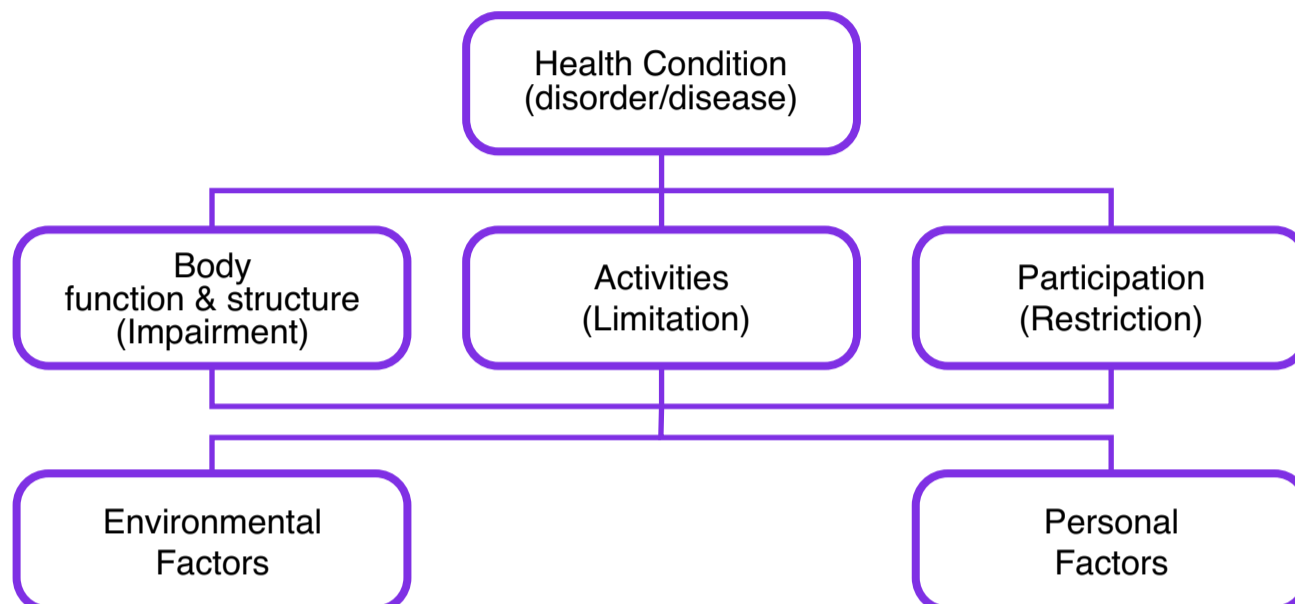 Health Condition
(disorder/disease)
Body
function & structure
(Impairment)
Activities
(Limitation)
Participation
(Restriction)
Environmental
Factors
Personal
Factors